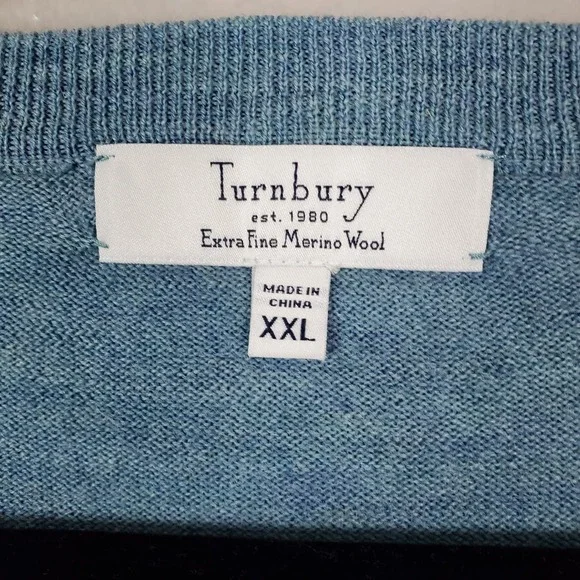 Turnbury
est. 1980
Extra Fine Merino Wool
MADE IN
CHINA
XXL